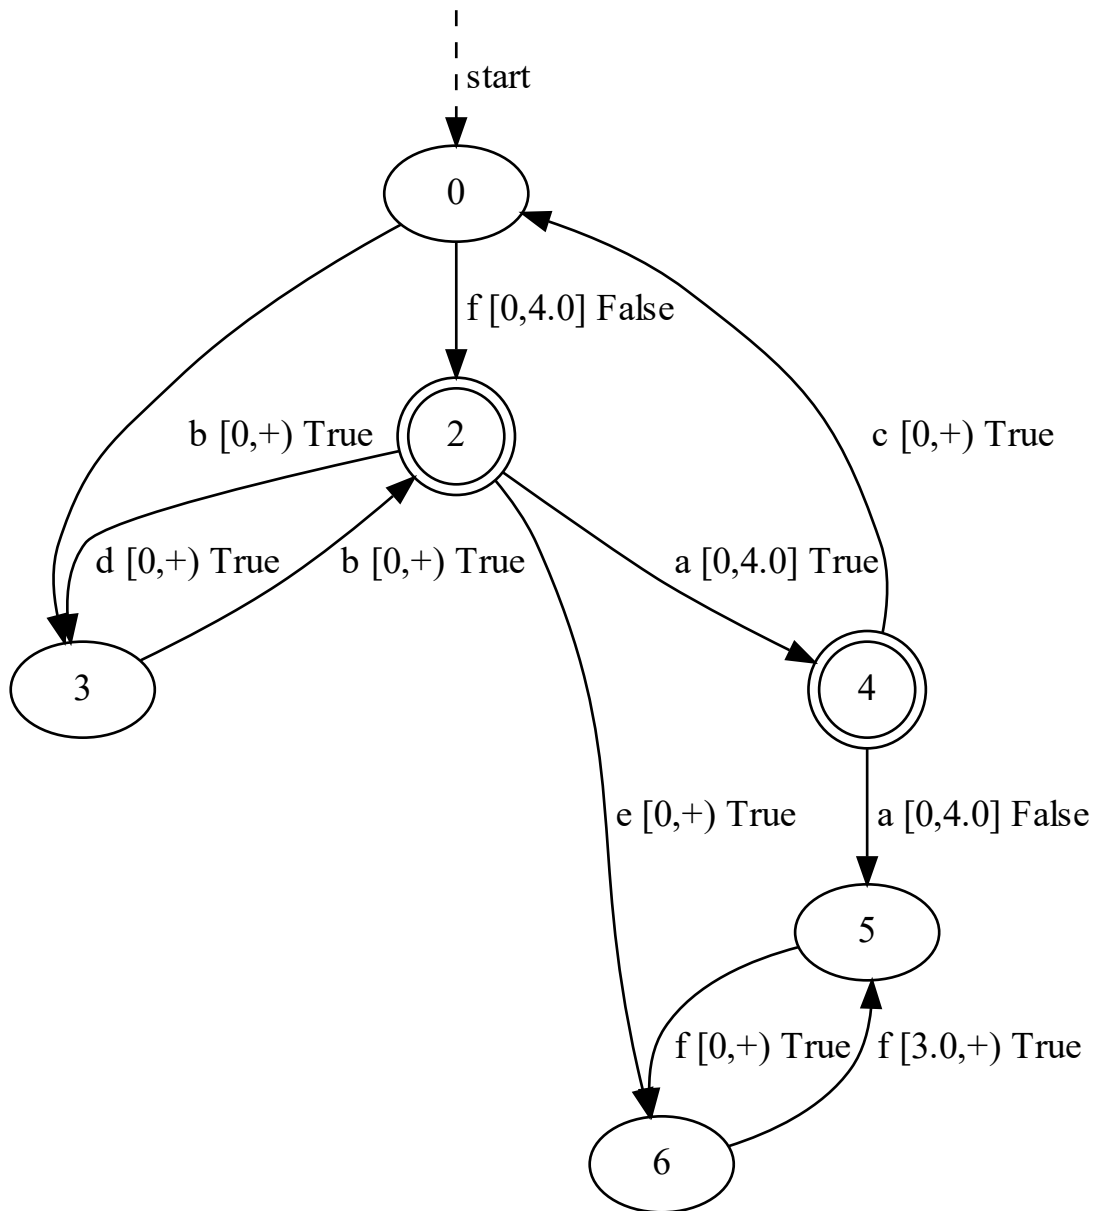 start
0
f [0,4.0] False
b [0,+) True
2
c [0,+) True
d [0,+) True
b [0,+) True
a [0,4.0] True
3
4
e [0,+) True
a [0,4.0] False
5
f [0,+) True
f [3.0,+) True
6